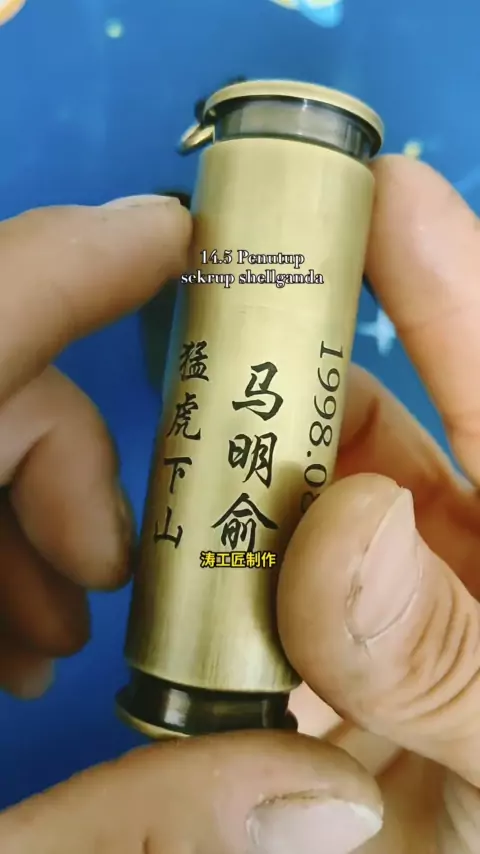 14.5 Penutup
sekrup shellganda
猛虎下山
马明俞
1998.08
涛工匠制作